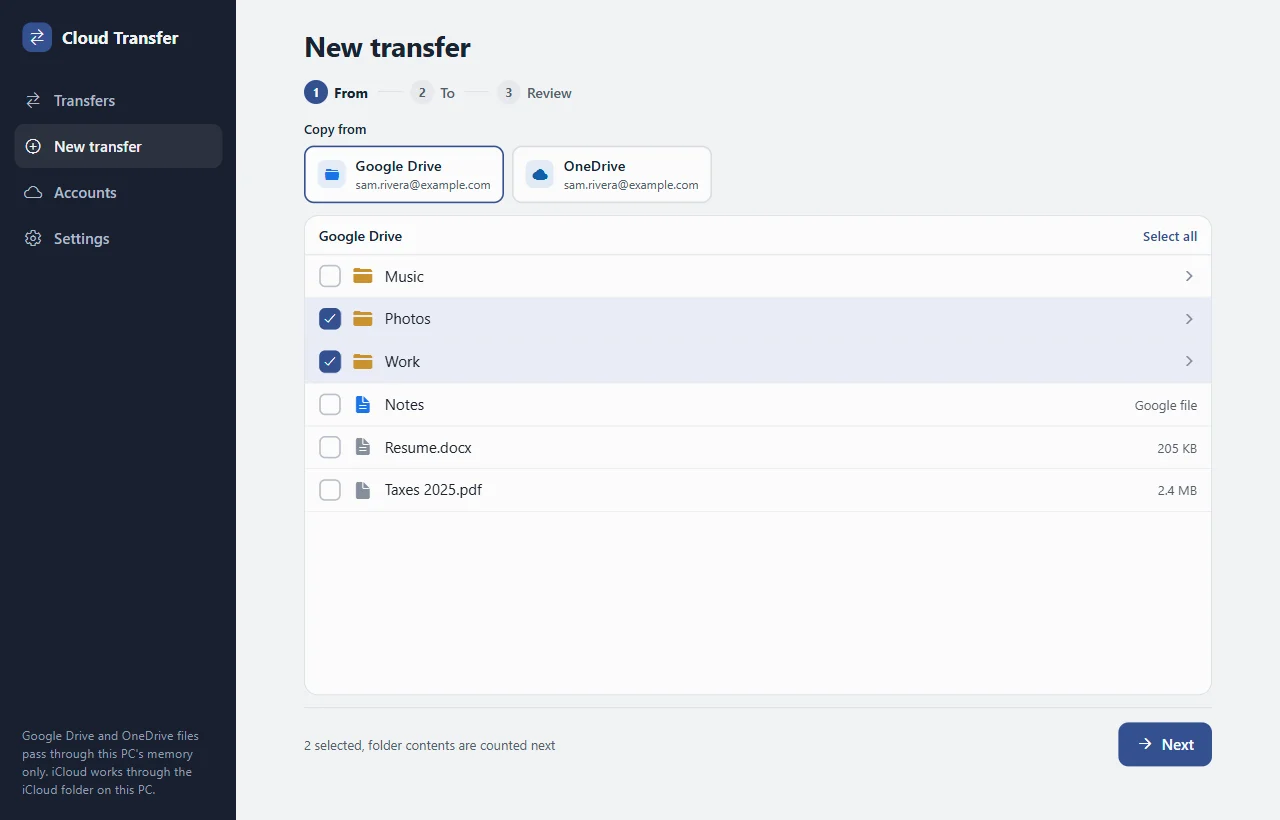 Cloud Transfer
Transfers
New transfer
Accounts
Settings
Google Drive and OneDrive files
pass through this PC's memory
only. iCloud works through the
iCloud folder on this PC.
New transfer
1 From 2 To 3 Review
Copy from
Google Drive
sam.rivera@example.com
OneDrive
sam.rivera@example.com
Google Drive Select all
Music
Photos
Work
Notes Google file
Resume.docx 205 KB
Taxes 2025.pdf 2.4 MB
2 selected, folder contents are counted next
Next